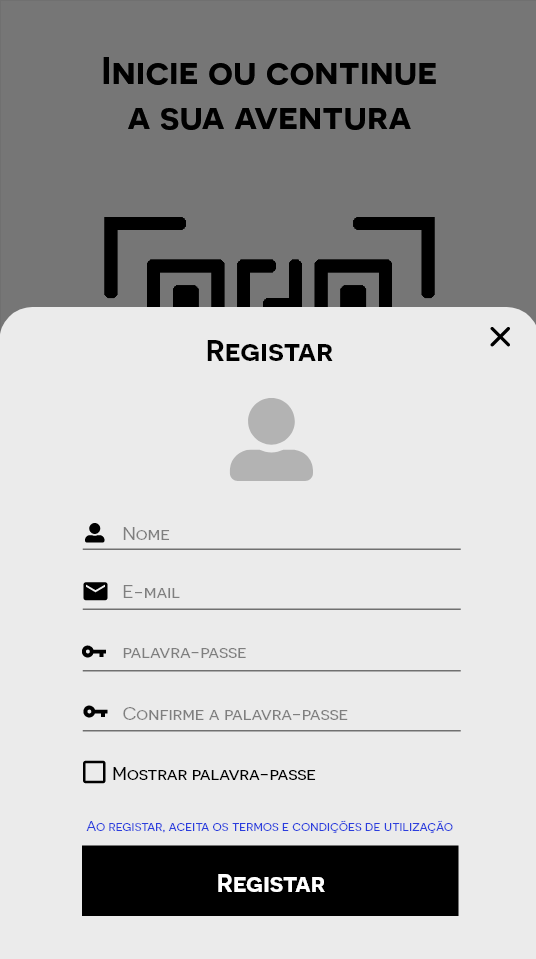 Inicie ou continue
a sua aventura
Registar
Nome
E-mail
palavra-passe
Confirme a palavra-passe
Mostrar palavra-passe
Ao registar, aceita os termos e condições de utilização
Registar